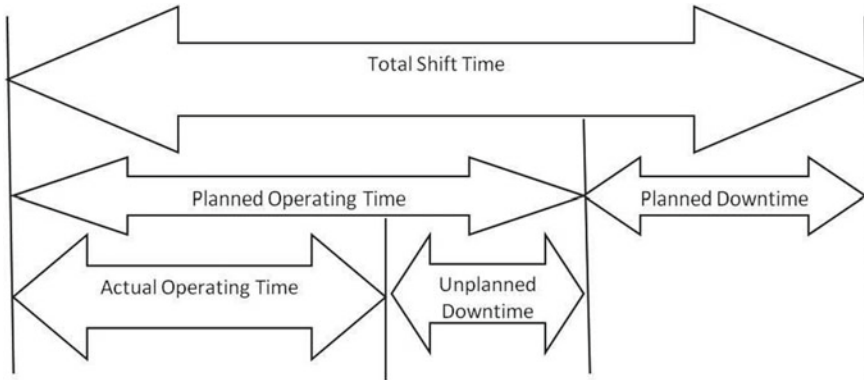 Total Shift Time
Planned Operating Time
Planned Downtime
Actual Operating Time
Unplanned
Downtime